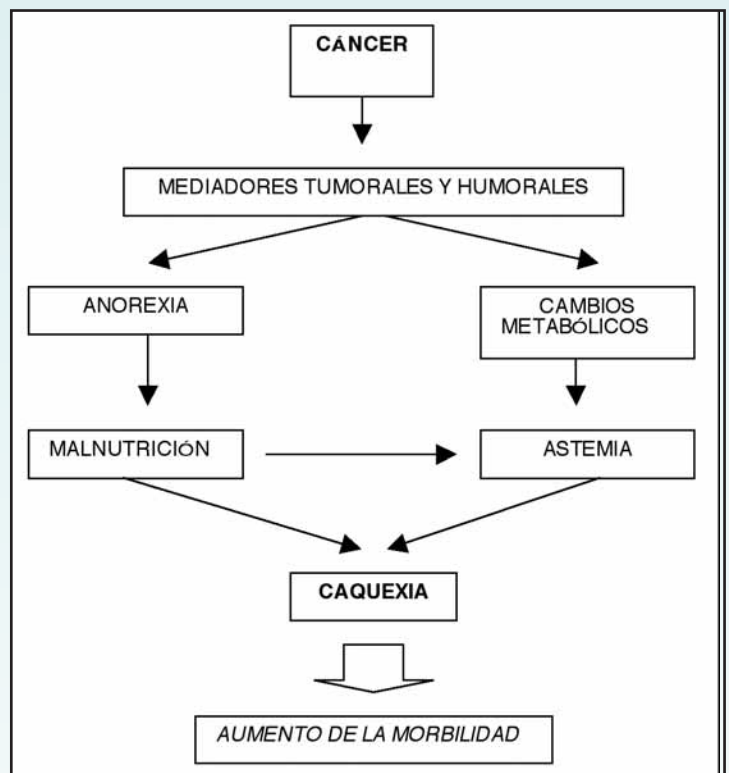 CÁNCER
MEDIADORES TUMORALES Y HUMORALES
ANOREXIA
CAMBIOS
METABÓLICOS
MALNUTRICIÓN
ASTEMIA
CAQUEXIA
AUMENTO DE LA MORBILIDAD